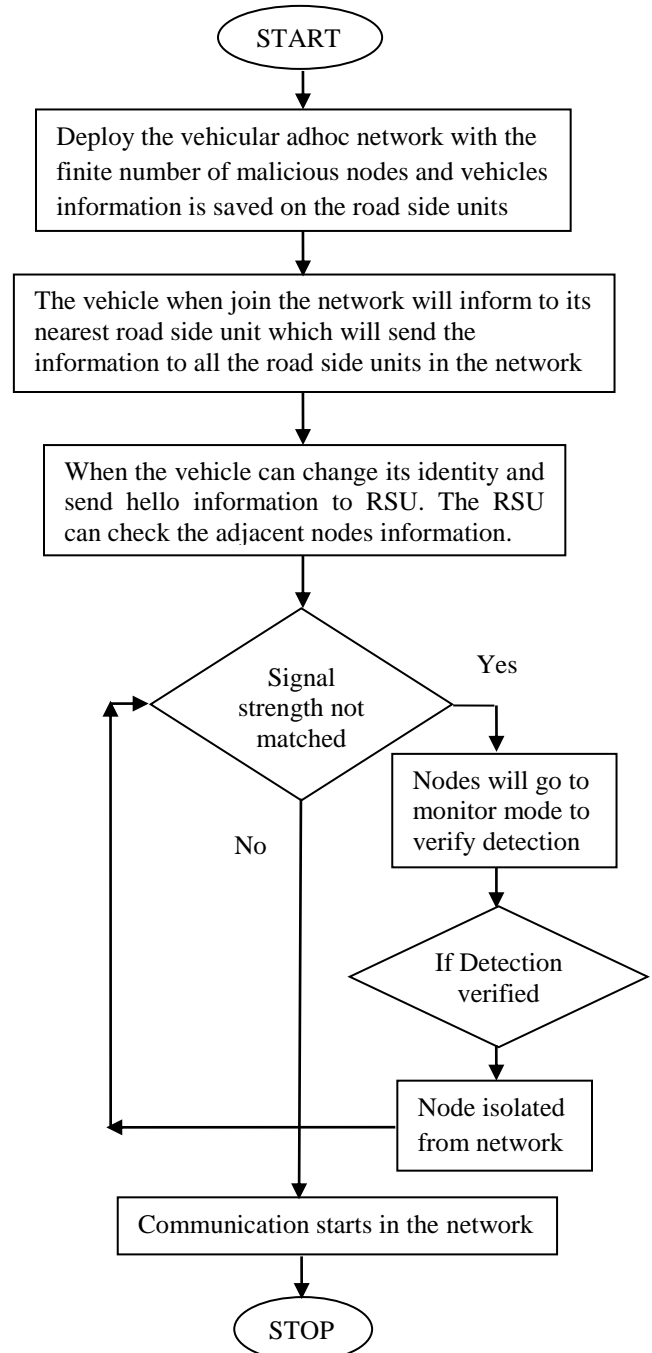 START
Deploy the vehicular adhoc network with the
finite number of malicious nodes and vehicles
information is saved on the road side units
The vehicle when join the network will inform to its
nearest road side unit which will send the
information to all the road side units in the network
When the vehicle can change its identity and
send hello information to RSU. The RSU
can check the adjacent nodes information.
Signal
strength not
matched
Yes
Nodes will go to
monitor mode to
verify detection
No
If Detection
verified
Node isolated
from network
Communication starts in the network
STOP